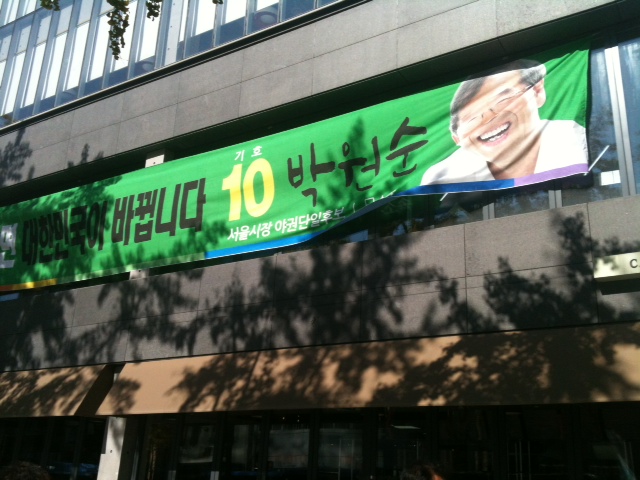 면 대한민국이 바뀝니다
기호
10 박원순
서울시장 야권단일후보
C